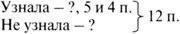 Узнала – ?, 5 и 4 п.
Не узнала – ?
12 п.